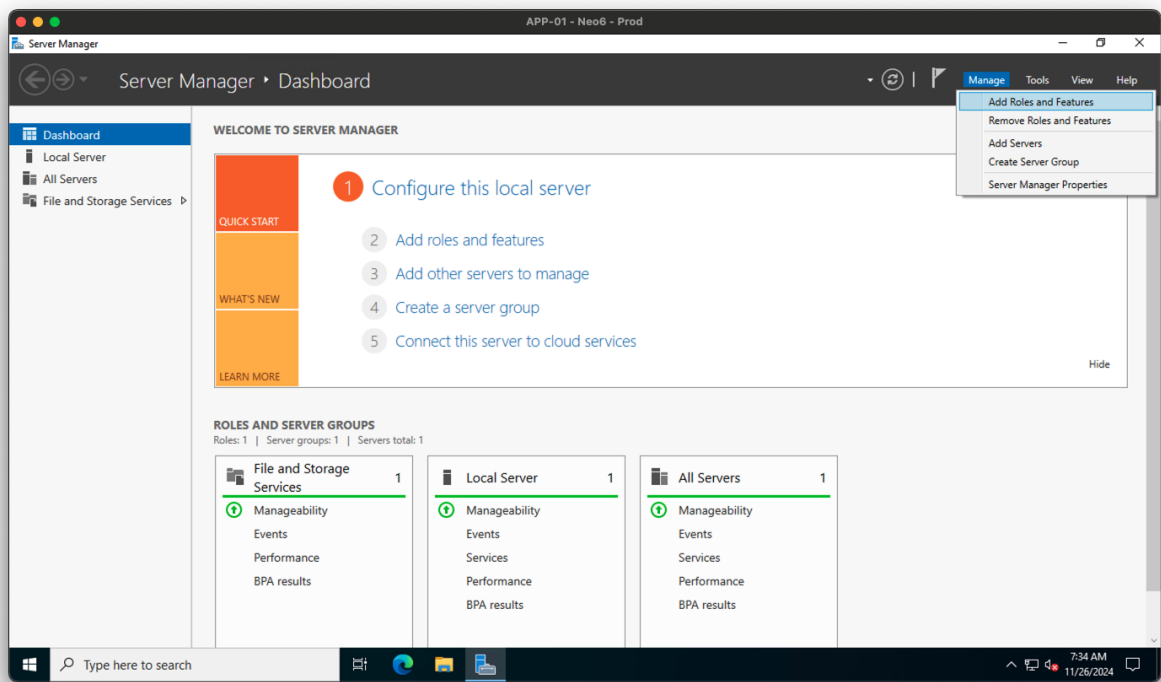 APP-01 - Neo6 - Prod
Server Manager
Server Manager ‣ Dashboard
Manage Tools View Help
Add Roles and Features
Remove Roles and Features
Add Servers
Create Server Group
Server Manager Properties
Dashboard
Local Server
All Servers
File and Storage Services
WELCOME TO SERVER MANAGER
QUICK START
WHAT'S NEW
LEARN MORE
1 Configure this local server
2 Add roles and features
3 Add other servers to manage
4 Create a server group
5 Connect this server to cloud services
Hide
ROLES AND SERVER GROUPS
Roles: 1 | Server groups: 1 | Servers total: 1
File and Storage
Services 1
Manageability
Events
Performance
BPA results
Local Server 1
Manageability
Events
Services
Performance
BPA results
All Servers 1
Manageability
Events
Services
Performance
BPA results
Type here to search
7:34 AM
11/26/2024